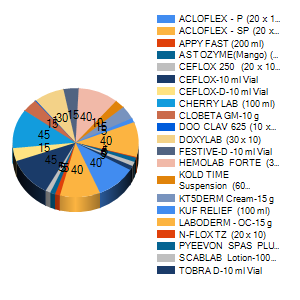 ACLOFLEX - P (20 x 1...
ACLOFLEX - SP (20 x...
APPY FAST (200 ml)
ASTOZYME(Mango) (...
CEFLOX 250 (20 x 10...
CEFLOX-10 ml Vial
CEFLEX-D-10 ml Vial
CHERRY LAB (100 ml)
CLOBETA GM-10 g
DOO CLAV 625 (10 x...
DOXYLAB (30 x 10)
FESTIVE-D -10 ml Vial
HEMOLAB FORTE (3...
KOLD TIME
Suspension (60...
KT5DERM Cream-15 g
KUF RELIEF (100 ml)
LABODERM - OC-15 g
N-FLOX TZ (20 x 10)
PYEEVON SPAS PLU...
SCABLAB Lotion-100...
TOBRA D-10 ml Vial
15
40
30
40
45
45
40
40